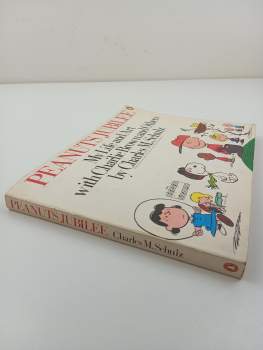 PEANUTS JUBILEE
My Life and Art
with Charlie Brown and Others
by Charles M. Schulz
PEANUTS JUBILEE Charles M. Schulz